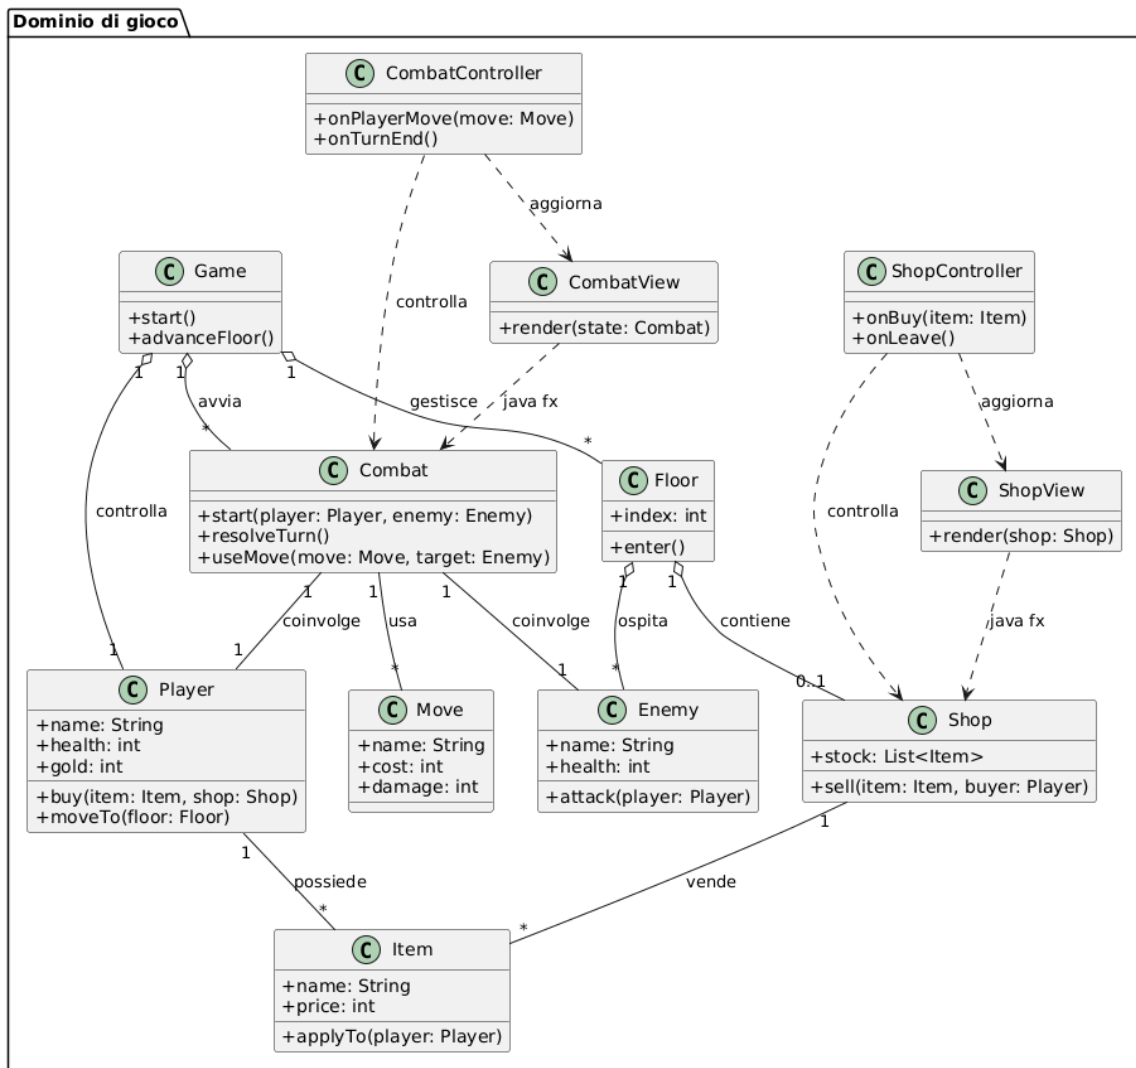 Dominio di gioco
C CombatController
+onPlayerMove(move: Move)
+onTurnEnd()
aggiorna
C Game
+start()
+advanceFloor()
C CombatView
+render(state: Combat)
C ShopController
+onBuy(item: Item)
+onLeave()
controlla
1
1
1
avvia
*
gestisce
*
java fx
aggiorna
C Combat
+start(player: Player, enemy: Enemy)
+resolveTurn()
+useMove(move: Move, target: Enemy)
C Floor
+index: int
+enter()
C ShopView
+render(shop: Shop)
controlla
controlla
1
1
1
1
1
coinvolge
usa
coinvolge
ospita
contiene
java fx
1
1
*
1
*
0..1
C Player
+name: String
+health: int
+gold: int
+buy(item: Item, shop: Shop)
+moveTo(floor: Floor)
C Move
+name: String
+cost: int
+damage: int
C Enemy
+name: String
+health: int
+attack(player: Player)
C Shop
+stock: List<Item>
+sell(item: Item, buyer: Player)
1
1
possiede
vende
*
*
C Item
+name: String
+price: int
+applyTo(player: Player)